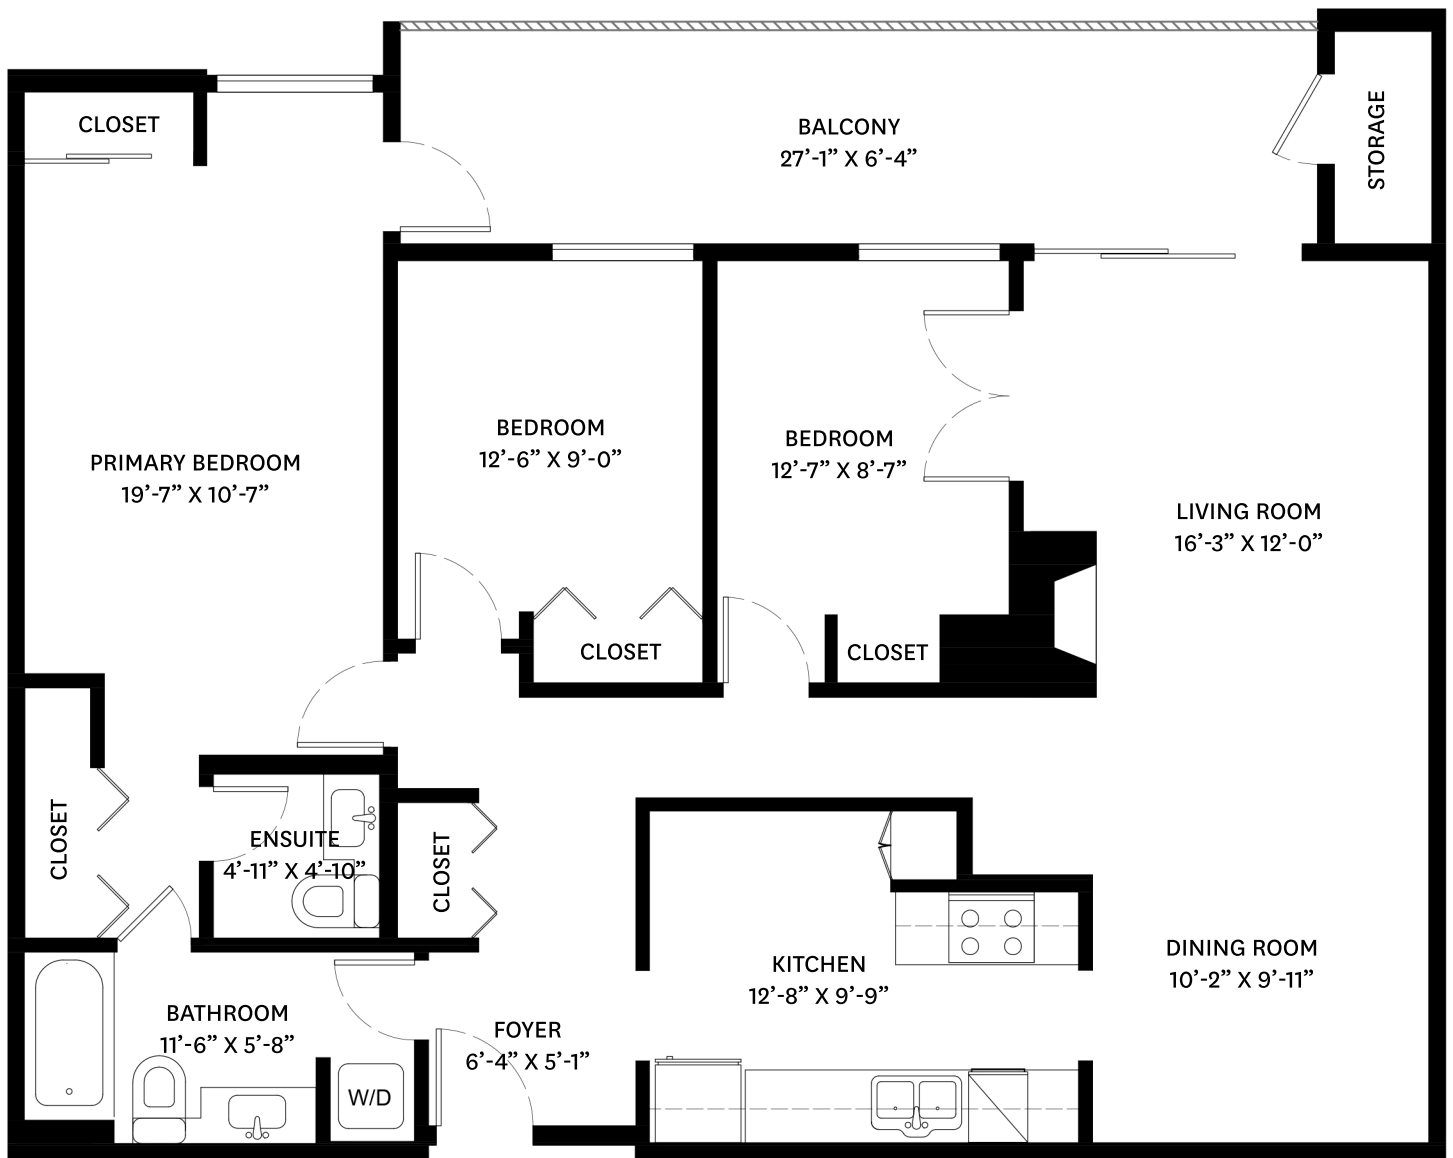 CLOSET
BALCONY
27’-1” X 6’-4”
STORAGE
PRIMARY BEDROOM
19’-7” X 10’-7”
BEDROOM
12’-6” X 9’-0”
BEDROOM
12’-7” X 8’-7”
LIVING ROOM
16’-3” X 12’-0”
CLOSET
CLOSET
CLOSET
ENSUITE
4’-11” X 4’-10”
CLOSET
KITCHEN
12’-8” X 9’-9”
DINING ROOM
10’-2” X 9’-11”
BATHROOM
11’-6” X 5’-8”
FOYER
6’-4” X 5’-1”
W/D